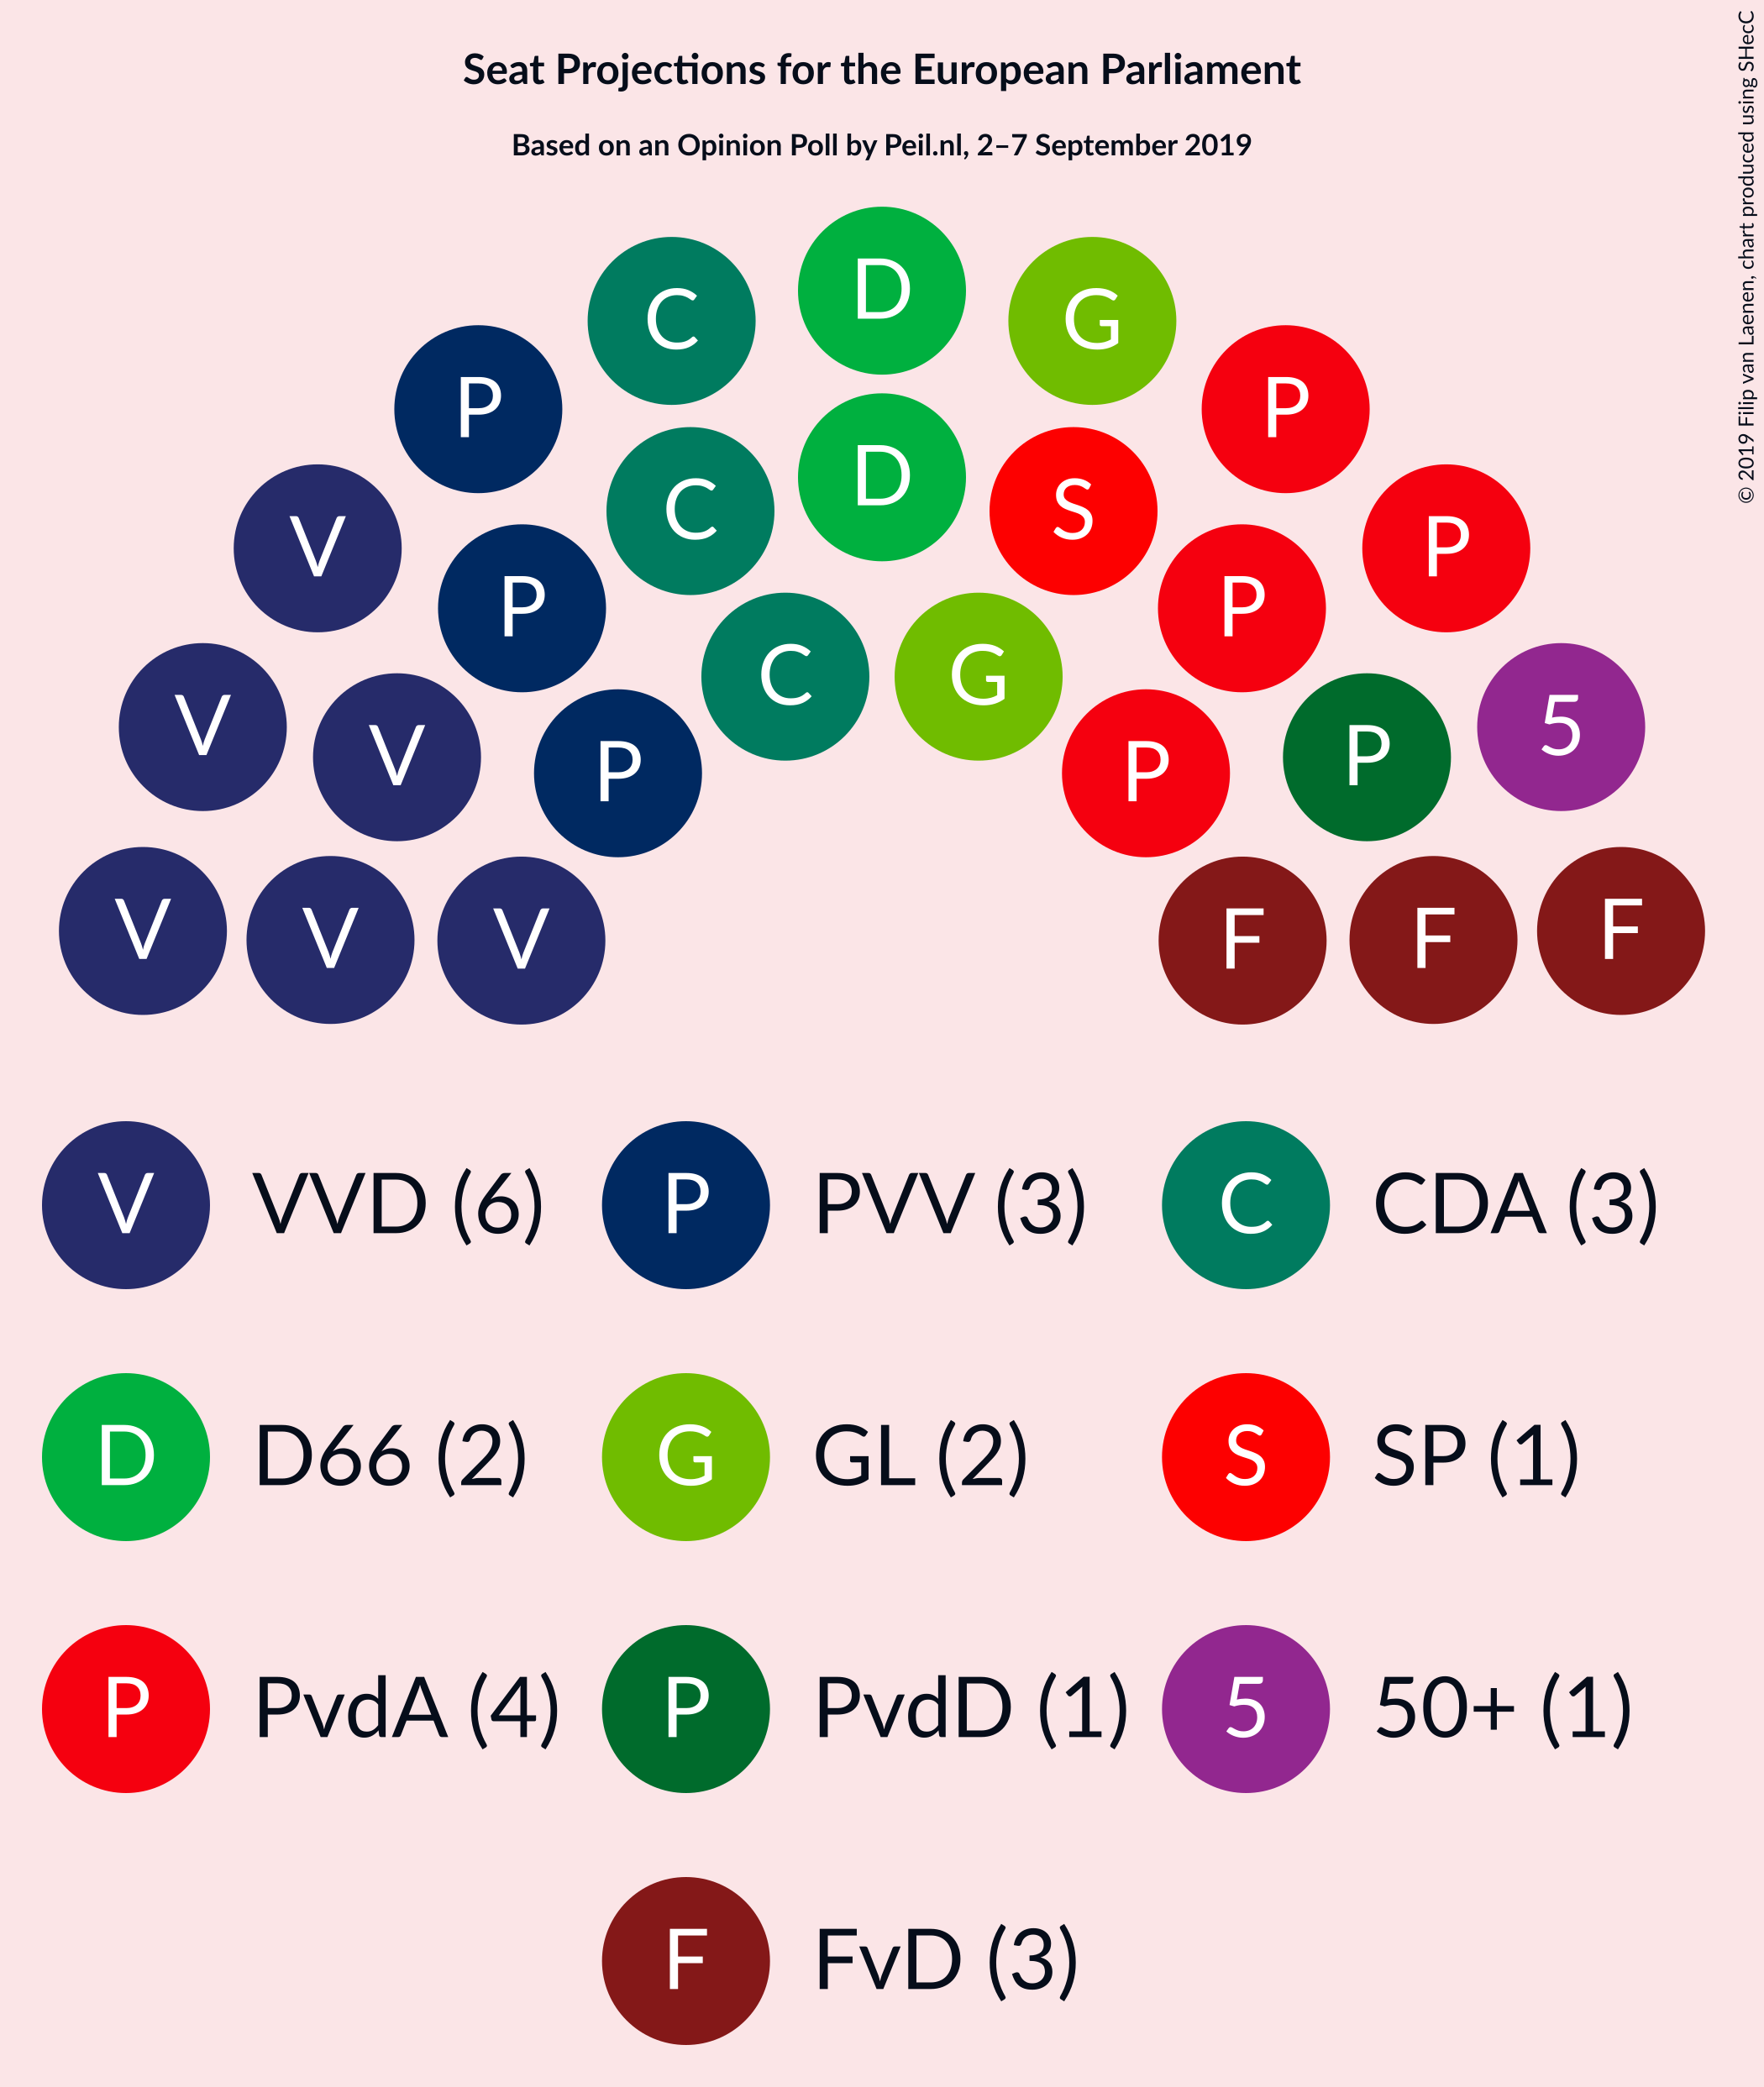 Seat Projections for the European Parliament
Based on an Opinion Poll by Peil.nl, 2–7 September 2019
© 2019 Filip van Laenen, chart produced using SHecC
D
C G
P P
D
C S
V P
P P
C G
V 5
V P
P P
V F
V V F F
V VVD (6) P PVV (3) C CDA (3)
D D66 (2) G GL (2) S SP (1)
P PvdA (4) P PvdD (1) 5 50+ (1)
F FvD (3)